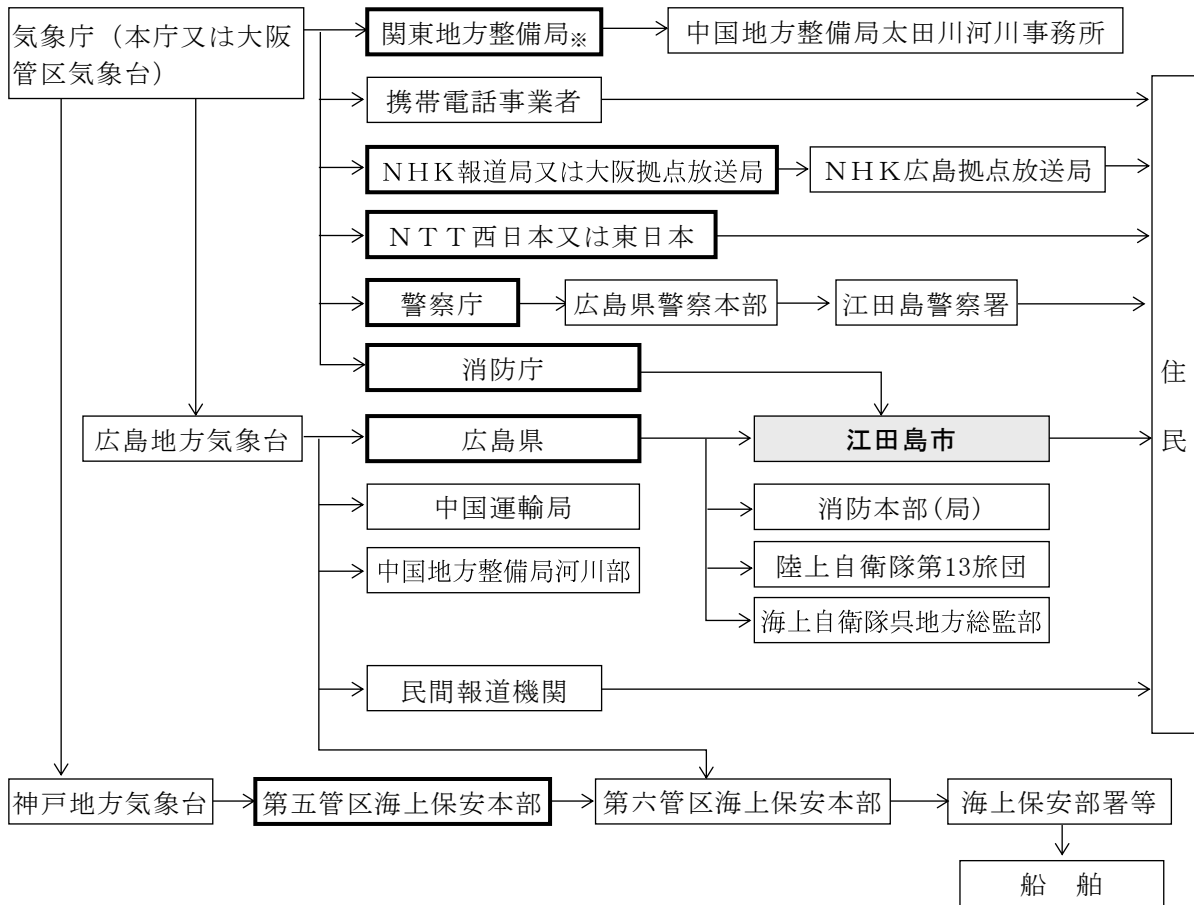 気象庁（本庁又は大阪
管区気象台）
関東地方整備局※
中国地方整備局太田川河川事務所
携帯電話事業者
ＮＨＫ報道局又は大阪拠点放送局
ＮＨＫ広島拠点放送局
ＮＴＴ西日本又は東日本
警察庁
広島県警察本部
江田島警察署
消防庁
住民
広島地方気象台
広島県
江田島市
中国運輸局
消防本部(局)
中国地方整備局河川部
陸上自衛隊第13旅団
海上自衛隊呉地方総監部
民間報道機関
神戸地方気象台
第五管区海上保安本部
第六管区海上保安本部
海上保安部署等
船　舶